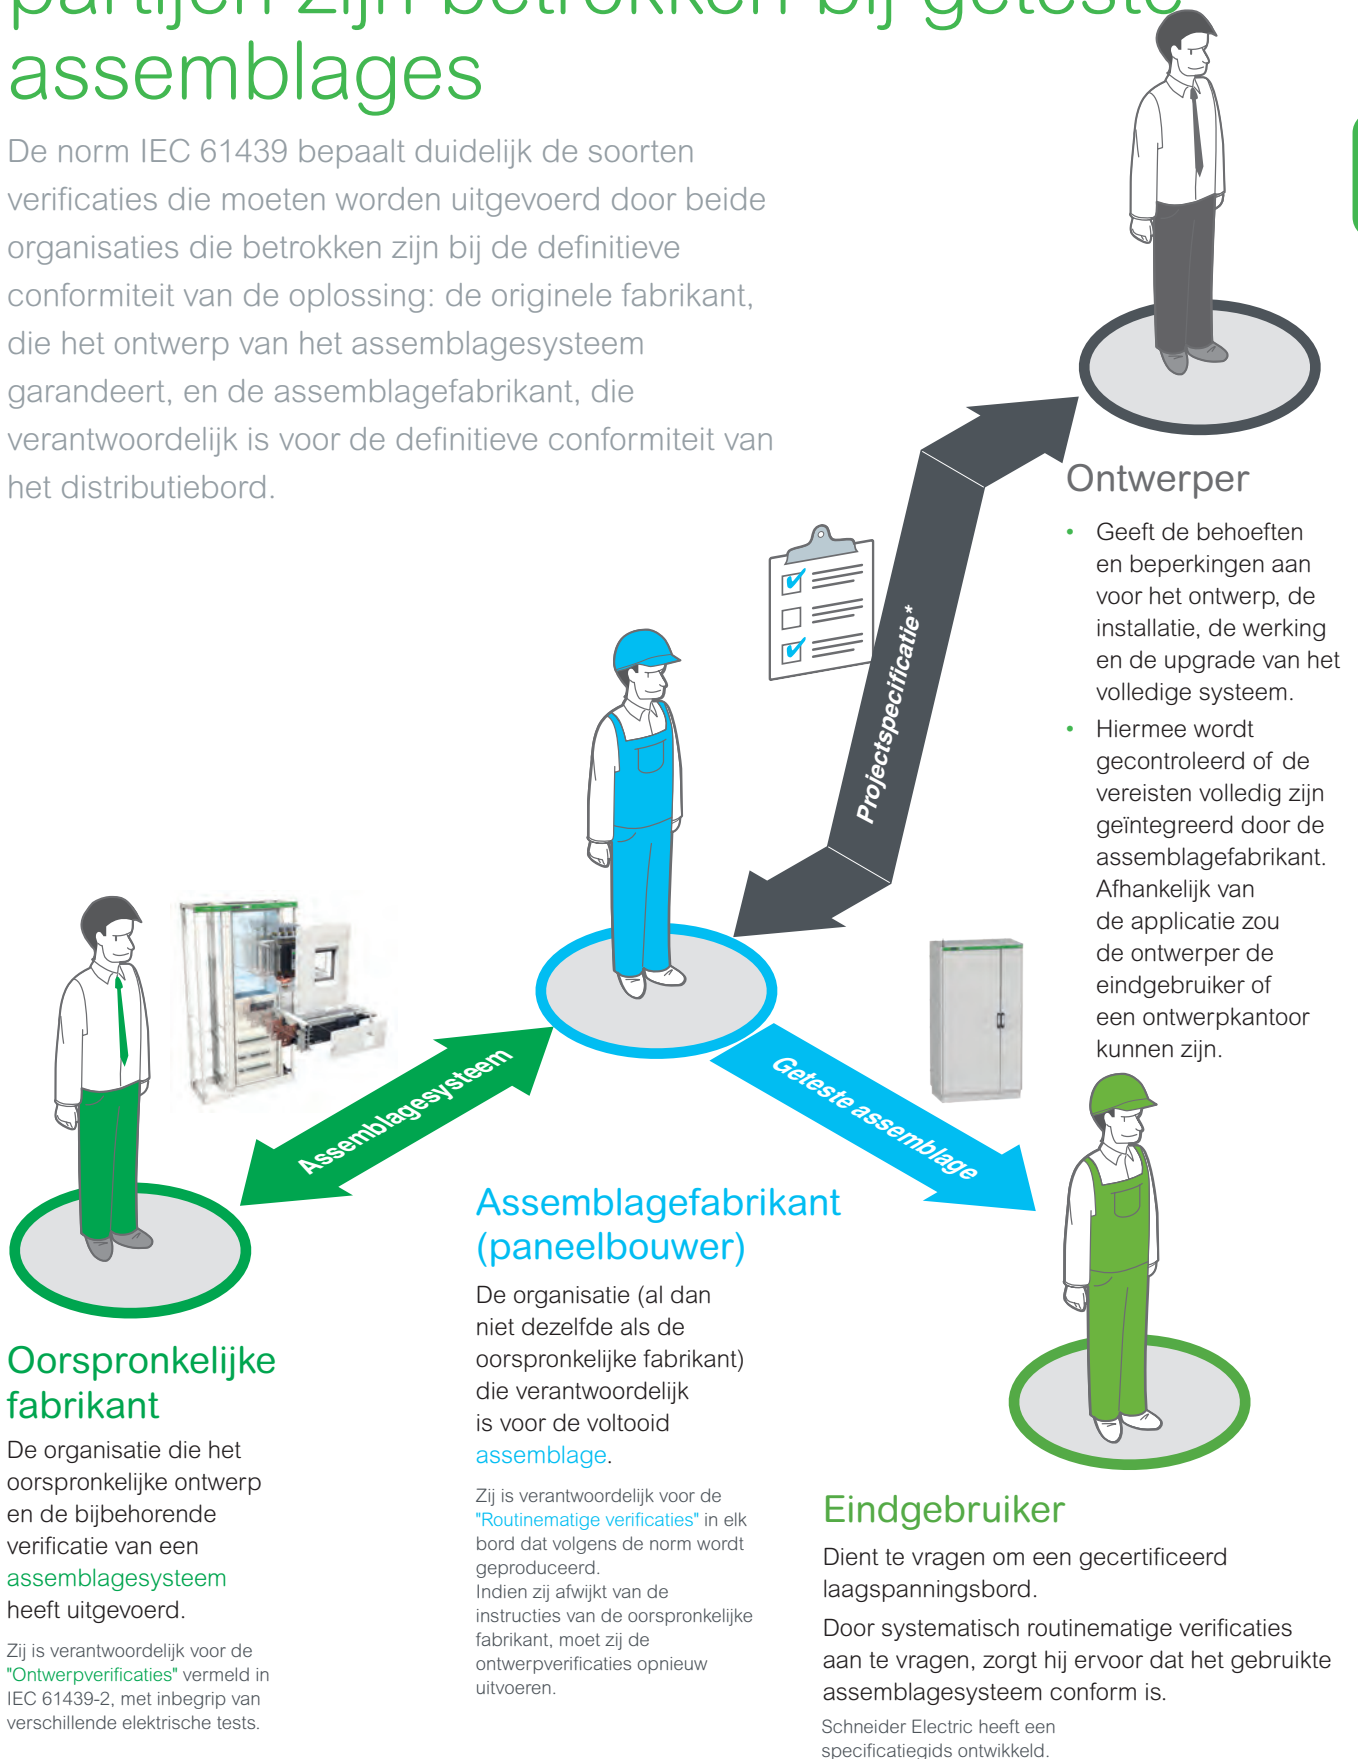 partijen zijn betrokken bij geteste
assemblages
De norm IEC 61439 bepaalt duidelijk de soorten
verificaties die moeten worden uitgevoerd door beide
organisaties die betrokken zijn bij de definitieve
conformiteit van de oplossing: de originele fabrikant,
die het ontwerp van het assemblagesysteem
garandeert, en de assemblagefabrikant, die
verantwoordelijk is voor de definitieve conformiteit van
het distributiebord.
Ontwerper
• Geeft de behoeften
en beperkingen aan
voor het ontwerp, de
installatie, de werking
en de upgrade van het
volledige systeem.
• Hiermee wordt
gecontroleerd of de
vereisten volledig zijn
geïntegreerd door de
assemblagefabrikant.
Afhankelijk van
de applicatie zou
de ontwerper de
eindgebruiker of
een ontwerpkantoor
kunnen zijn.
Projectspecificatie*
Assemblagesysteem
Geteste assemblage
Oorspronkelijke
fabrikant
De organisatie die het
oorspronkelijke ontwerp
en de bijbehorende
verificatie van een
assemblagesysteem
heeft uitgevoerd.
Zij is verantwoordelijk voor de
"Ontwerpverificaties" vermeld in
IEC 61439-2, met inbegrip van
verschillende elektrische tests.
Assemblagefabrikant
(paneelbouwer)
De organisatie (al dan
niet dezelfde als de
oorspronkelijke fabrikant)
die verantwoordelijk
is voor de voltooid
assemblage.
Zij is verantwoordelijk voor de
"Routinematige verificaties" in elk
bord dat volgens de norm wordt
geproduceerd.
Indien zij afwijkt van de
instructies van de oorspronkelijke
fabrikant, moet zij de
ontwerpverificaties opnieuw
uitvoeren.
Eindgebruiker
Dient te vragen om een gecertificeerd
laagspanningsbord.
Door systematisch routinematige verificaties
aan te vragen, zorgt hij ervoor dat het gebruikte
assemblagesysteem conform is.
Schneider Electric heeft een
specificatiegids ontwikkeld.